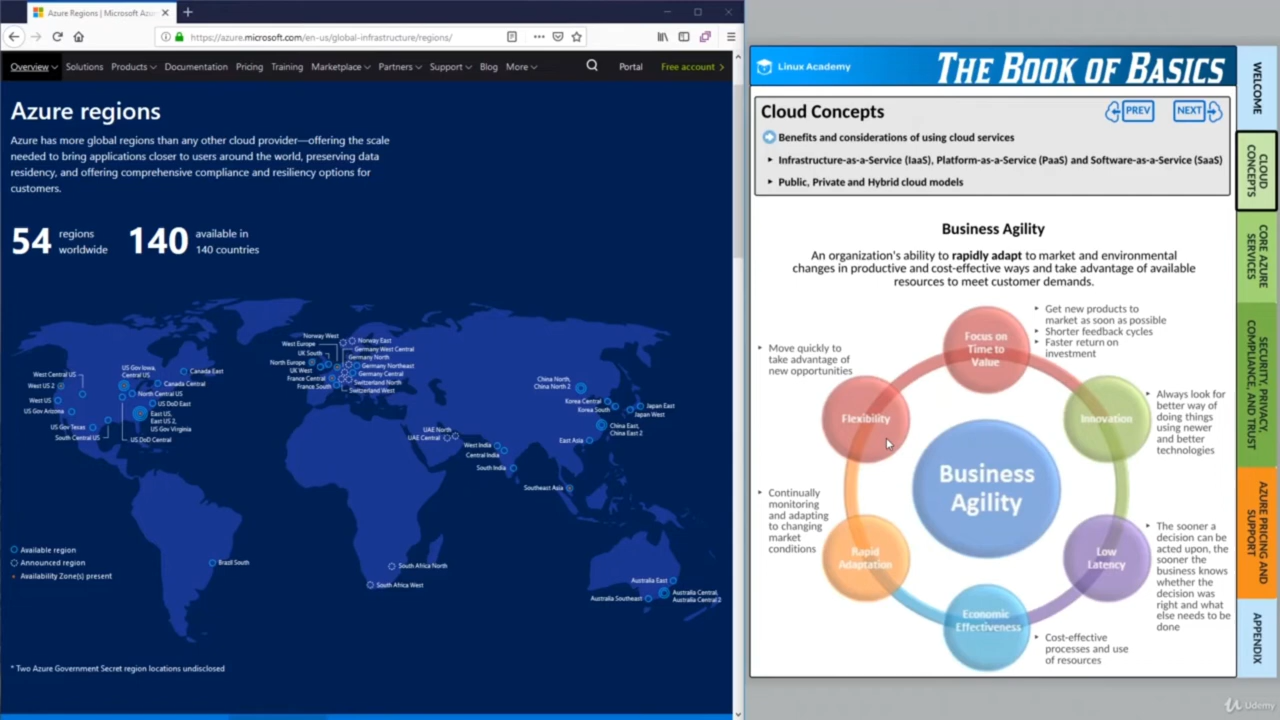 Azure Regions | Microsoft Azu
https://azure.microsoft.com/en-us/global-infrastructure/regions/
Overview
Solutions
Products
Documentation
Pricing
Training
Marketplace
Partners
Support
Blog
More
Portal
Free account
Azure regions
Azure has more global regions than any other cloud provider—offering the scale
needed to bring applications closer to users around the world, preserving data
residency, and offering comprehensive compliance and resiliency options for
customers.
54
regions
worldwide
140
available in
140 countries
West Central US
West US 2
West US
US Gov Arizona
US Gov Texas
South Central US
US Gov Iowa,
Central US
Canada East
Canada Central
North Central US
US DoD East
East US,
East US 2,
US Gov Virginia
US DoD Central
Brazil South
Norway West
West Europe
UK South
North Europe
UK West
France Central
France South
Norway East
Germany West Central
Germany North
Germany Northeast
Germany Central
Switzerland North
Switzerland West
UAE North
UAE Central
South Africa North
South Africa West
West India
Central India
South India
Southeast Asia
China North,
China North 2
Korea Central
Korea South
Japan East
Japan West
China East,
China East 2
East Asia
Australia East
Australia Southeast
Australia Central,
Australia Central 2
Available region
Announced region
Availability Zone(s) present
* Two Azure Government Secret region locations undisclosed
Linux Academy
THE BOOK OF BASICS
Cloud Concepts
PREV
NEXT
Benefits and considerations of using cloud services
Infrastructure-as-a-Service (IaaS), Platform-as-a-Service (PaaS) and Software-as-a-Service (SaaS)
Public, Private and Hybrid cloud models
Business Agility
An organization's ability to rapidly adapt to market and environmental
changes in productive and cost-effective ways and take advantage of available
resources to meet customer demands.
Focus on
Time to
Value
Get new products to
market as soon as possible
Shorter feedback cycles
Faster return on
investment
Move quickly to
take advantage of
new opportunities
Flexibility
Innovation
Always look for
better way of
doing things
using newer
and better
technologies
Business
Agility
Continually
monitoring
and adapting
to changing
market
conditions
Rapid
Adaptation
Low
Latency
The sooner a
decision can be
acted upon, the
sooner the
business knows
whether the
decision was
right and what
else needs to be
done
Economic
Effectiveness
Cost-effective
processes and use
of resources
WELCOME
CLOUD
CONCEPTS
CORE AZURE
SERVICES
SECURITY, PRIVACY,
COMPLIANCE, AND TRUST
AZURE PRICING AND
SUPPORT
APPENDIX
Udemy